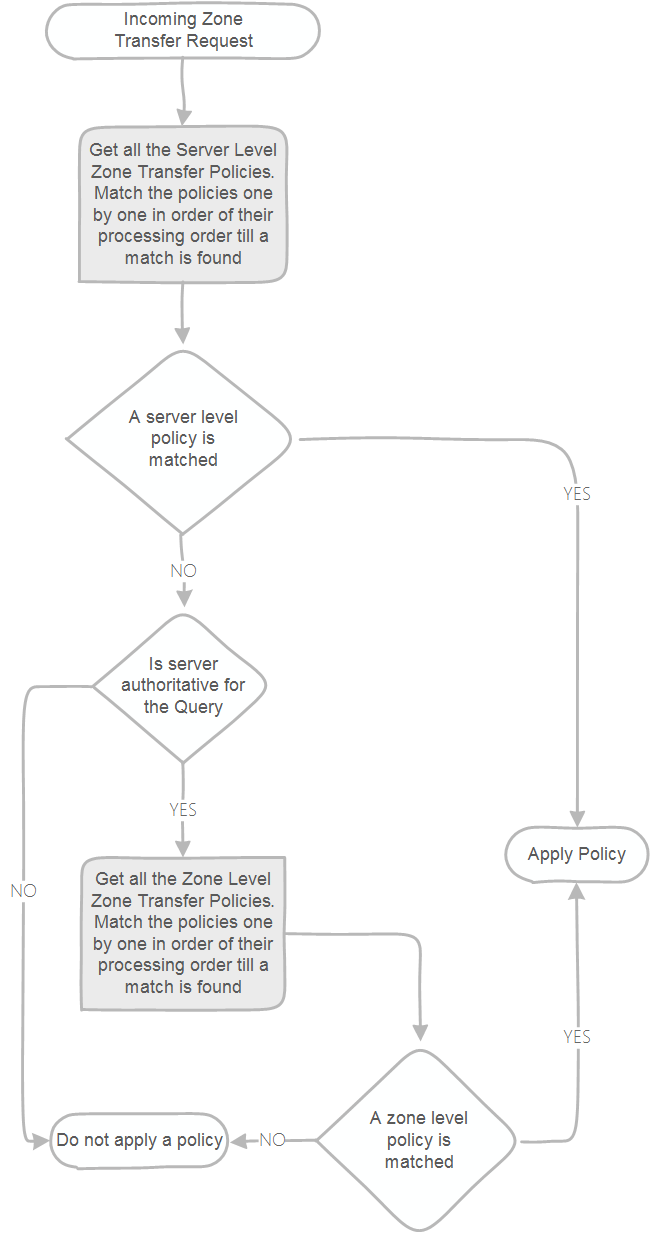 Incoming Zone
Transfer Request
Get all the Server Level
Zone Transfer Policies.
Match the policies one
by one in order of their
processing order till a
match is found
A server level
policy is
matched
YES
NO
Is server
authoritative for
the Query
YES
Apply Policy
NO
Get all the Zone Level
Zone Transfer Policies.
Match the policies one
by one in order of their
processing order till a
match is found
YES
A zone level
policy is
matched
NO
Do not apply a policy